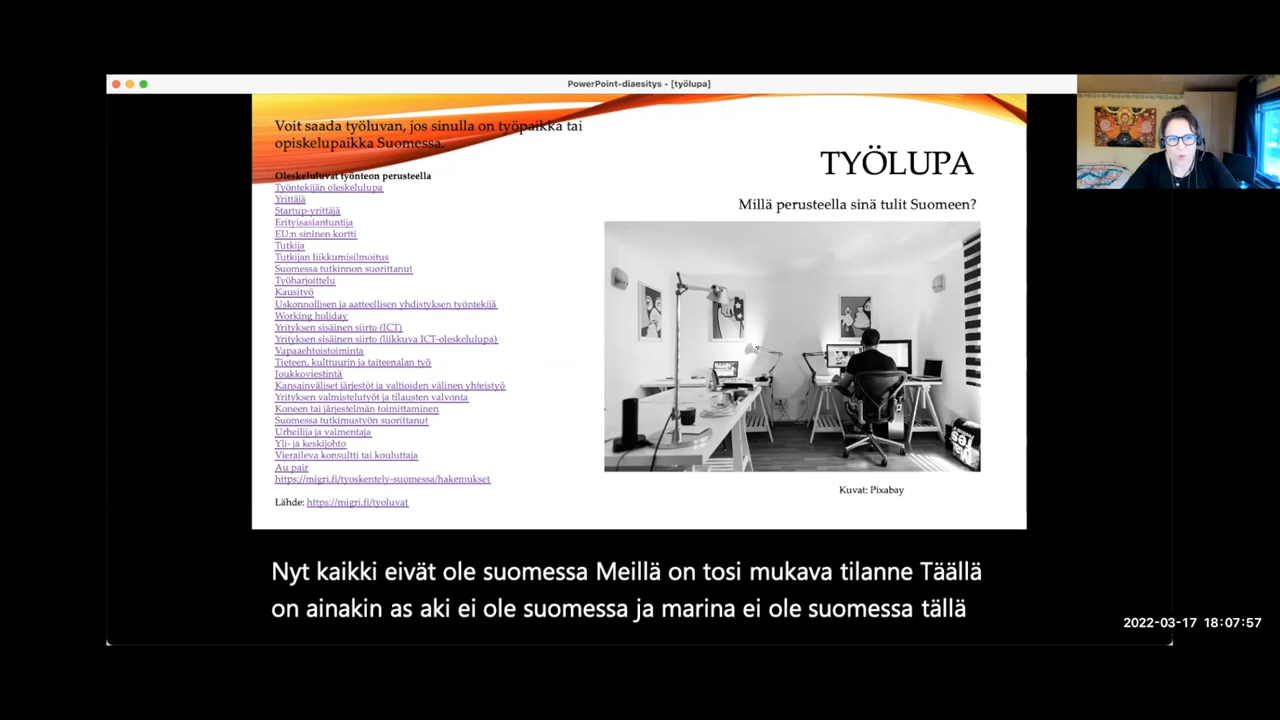 PowerPoint-diaesitys - [työlupa]
Voit saada työluvan, jos sinulla on työpaikka tai
opiskelupaikka Suomessa.
Oleskeluluvat työnteon perusteella
Työntekijän oleskelulupa
Yrittäjä
Startup-yrittäjä
Erityisasiantuntija
EU:n sininen kortti
Tutkija
Tutkijan liikkumisilmoitus
Suomessa tutkinnon suorittanut
Työharjoittelu
Kausityö
Uskonnollisen ja aatteellisen yhdistyksen työntekijä
Working holiday
Yrityksen sisäinen siirto (ICT)
Yrityksen sisäinen siirto (liikkuva ICT-oleskelulupa)
Vapaaehtoistoiminta
Tieteen, kulttuurin ja taiteenalan työ
Joukkoviestintä
Kansainväliset järjestöt ja valtioiden välinen yhteistyö
Yrityksen valmistelutyöt ja tilausten valvonta
Koneen tai järjestelmän toimittaminen
Suomessa tutkimustyön suorittanut
Urheilija ja valmentaja
Yli- ja keskijohto
Vieraileva konsultti tai kouluttaja
Au pair
https://migri.fi/tyoskentely-suomessa/hakemukset
Lähde: https://migri.fi/tyoluvat
TYÖLUPA
Millä perusteella sinä tulit Suomeen?
Kuvat: Pixabay
Nyt kaikki eivät ole suomessa Meillä on tosi mukava tilanne Täällä
on ainakin as aki ei ole suomessa ja marina ei ole suomessa tällä
2022-03-17 18:07:57